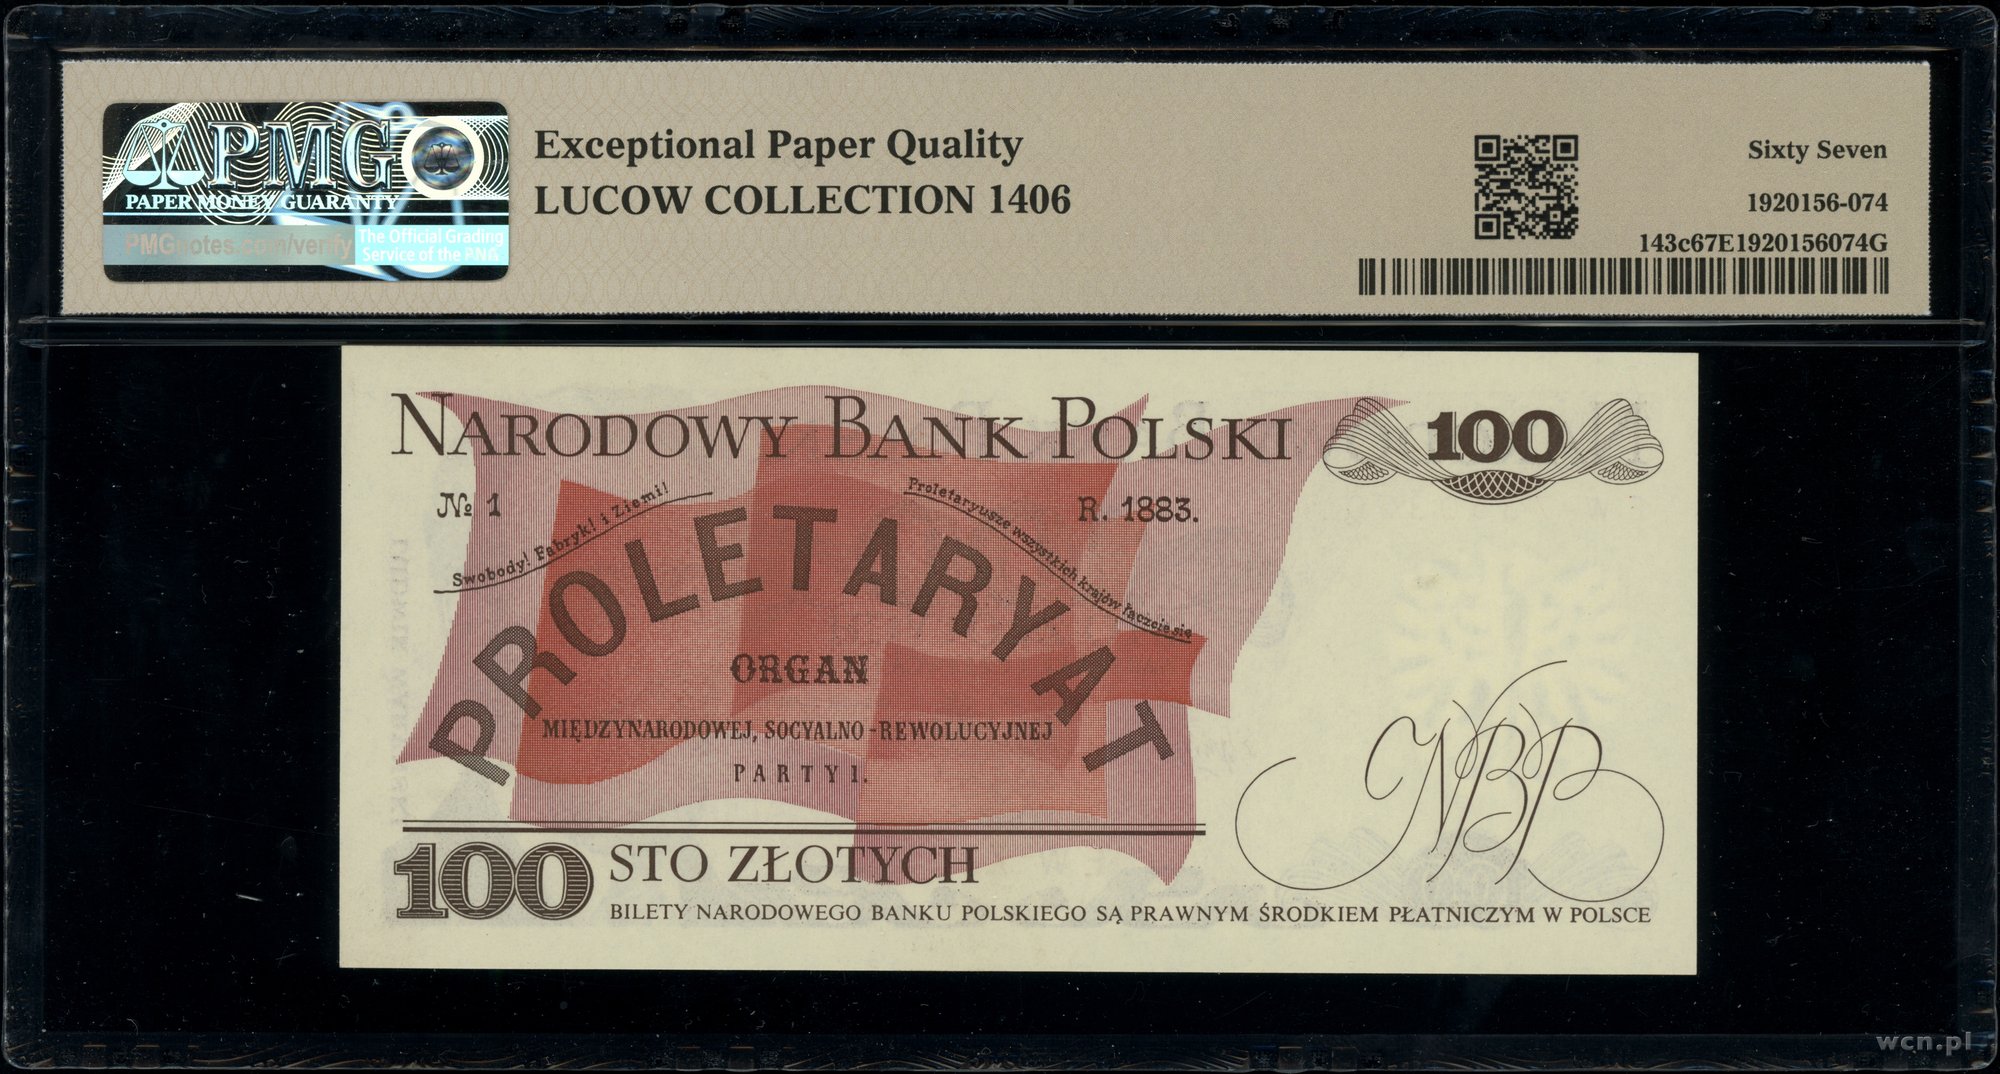 PMG
PAPER MONEY GUARANTY
PMGnotes.com/verify
The Official Grading
Service of the PNG
Exceptional Paper Quality
LUCOW COLLECTION 1406
Sixty Seven
1920156-074
143c67E1920156074G
NARODOWY BANK POLSKI
100
№ 1
Swobody! Fabryk! i Ziemi!
Proletaryusze wszystkich krajów łączcie się
R. 1883.
PROLETARYAT
ORGAN
MIĘDZYNARODOWEJ, SOCYALNO-REWOLUCYJNEJ
PARTYI.
NBP
100 STO ZŁOTYCH
BILETY NARODOWEGO BANKU POLSKIEGO SĄ PRAWNYM ŚRODKIEM PŁATNICZYM W POLSCE
wcn.pl